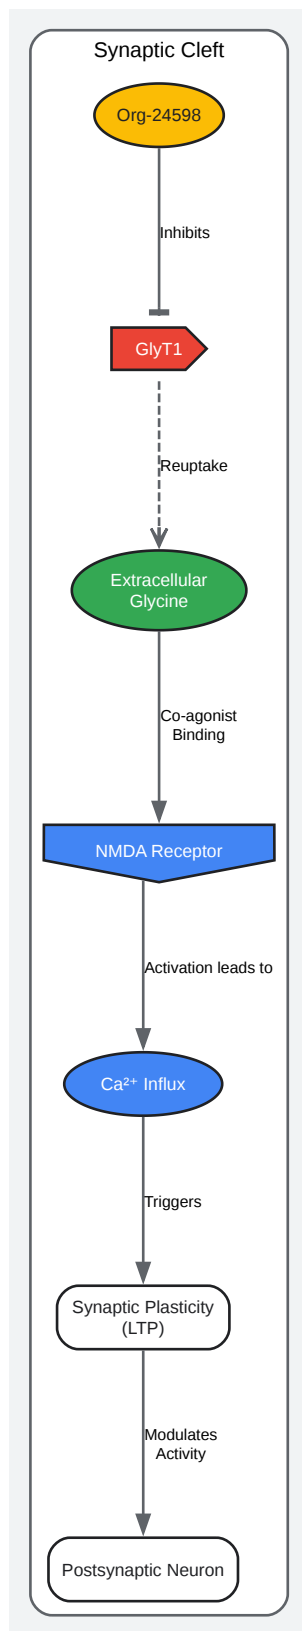 Synaptic Cleft
Org-24598
Inhibits
GlyT1
Reuptake
Extracellular
Glycine
Co-agonist
Binding
NMDA Receptor
Activation leads to
Ca²⁺ Influx
Triggers
Synaptic Plasticity
(LTP)
Modulates
Activity
Postsynaptic Neuron